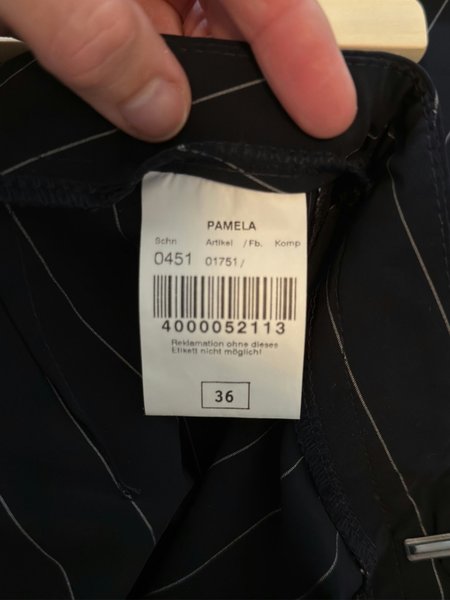 PAMELA
Schn Artikel / Fb. Komp
0451 01751 /
4000052113
Reklamation ohne dieses
Etikett nicht möglich!
36